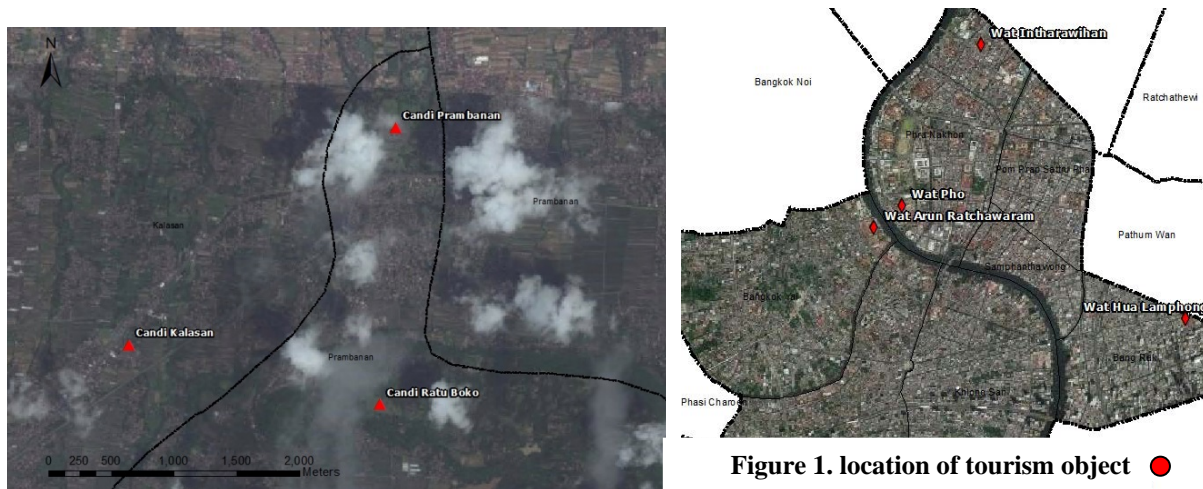 N
Candi Prambanan
Prambanan
Kalasan
Candi Kalasan
Prambanan
Candi Ratu Boko
0 250 500 1,000 1,500 2,000
Meters
Wat Intharawihan
Bangkok Noi
Ratchathewi
Phra Nakhon
Pom Prap Sattru Pha
Wat Pho
Wat Arun Ratchawaram
Pathum Wan
Samphanthawong
Bangkok Yai
Wat Hua Lamphong
Bang Rak
Phasi Charoen
Khlong San
Figure 1. location of tourism object